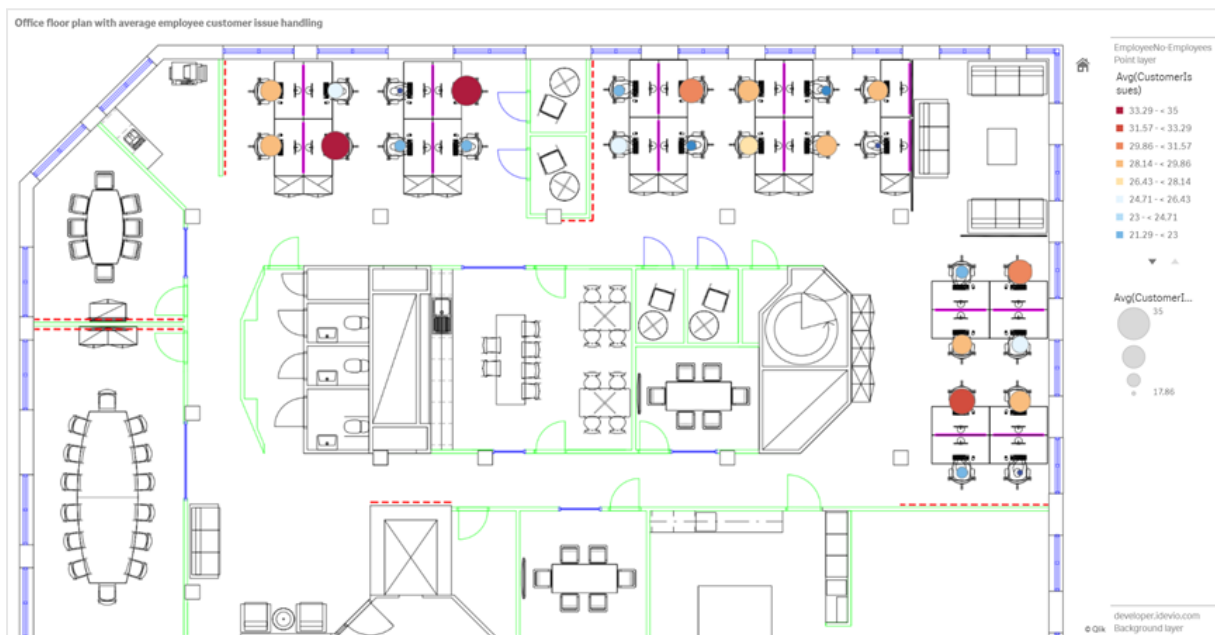 Office floor plan with average employee customer issue handling
EmployeeNo-Employees
Point layer
Avg(CustomerIs
sues)
33.29 - < 35
31.57 - < 33.29
29.86 - < 31.57
28.14 - < 29.86
26.43 - < 28.14
24.71 - < 26.43
23 - < 24.71
21.29 - < 23
Avg(CustomerI...
35
17.86
developer.idevio.com
© Qlik
Background layer